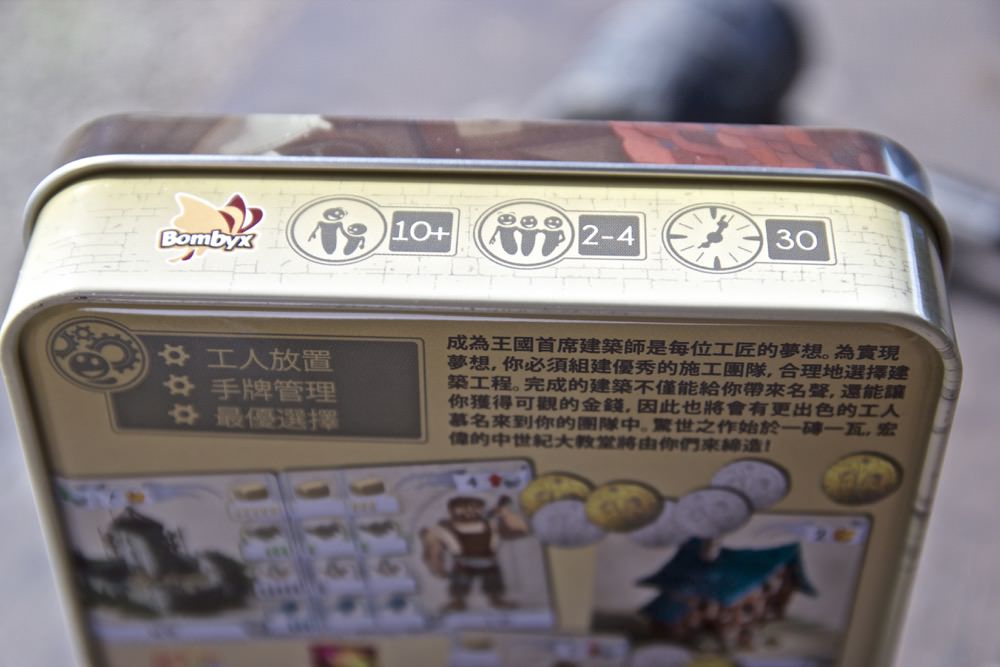 Bombyx
10+
2-4
30
工人放置
手牌管理
最優選擇
成為王國首席建築師是每位工匠的夢想。為實現
夢想,你必須組建優秀的施工團隊,合理地選擇建
築工程。完成的建築不僅能給你帶來名聲,還能讓
你獲得可觀的金錢,因此也將會有更出色的工人
慕名來到你的團隊中。驚世之作始於一磚一瓦,宏
偉的中世紀大教堂將由你們來締造!
4
2